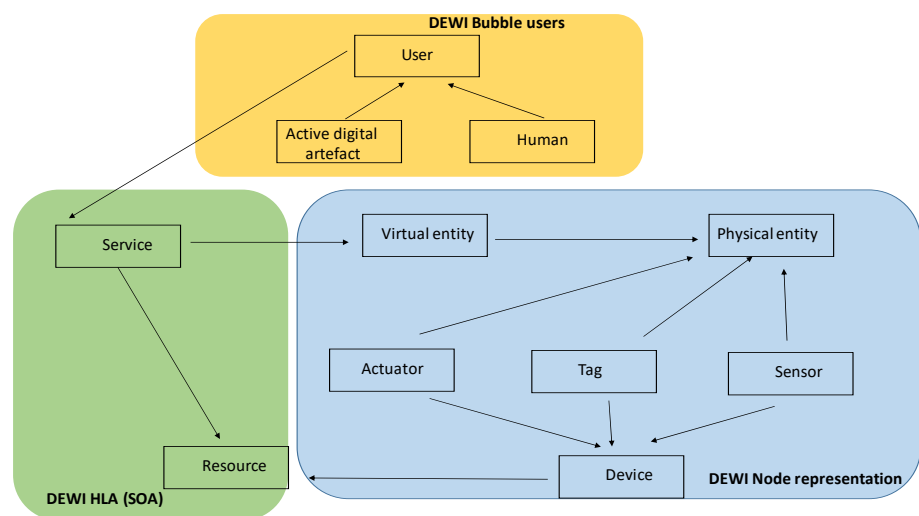 DEWI Bubble users
User
Active digital
artefact
Human
Service
Virtual entity
Physical entity
Actuator
Tag
Sensor
Resource
Device
DEWI HLA (SOA)
DEWI Node representation